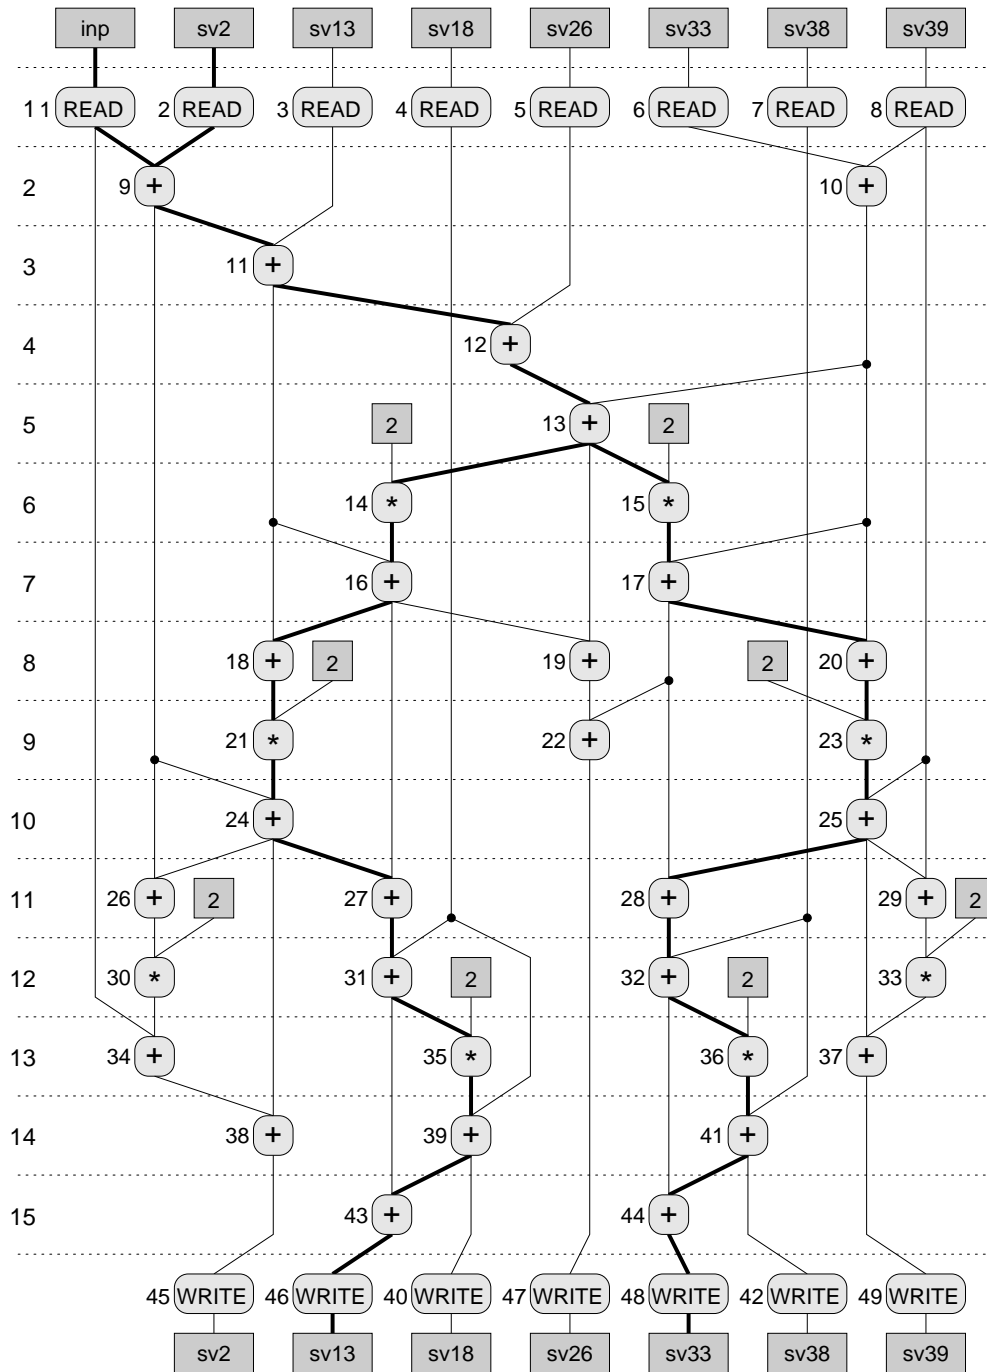 inp sv2 sv13 sv18 sv26 sv33 sv38 sv39
1 1 READ 2 READ 3 READ 4 READ 5 READ 6 READ 7 READ 8 READ
2 9 + 10 +
3 11 +
4 12 +
5 2 13 + 2
6 14 * 15 *
7 16 + 17 +
8 18 + 2 19 + 2 20 +
9 21 * 22 + 23 *
10 24 + 25 +
11 26 + 2 27 + 28 + 29 + 2
12 30 * 31 + 2 32 + 2 33 *
13 34 + 35 * 36 * 37 +
14 38 + 39 + 41 +
15 43 + 44 +
45 WRITE 46 WRITE 40 WRITE 47 WRITE 48 WRITE 42 WRITE 49 WRITE
sv2 sv13 sv18 sv26 sv33 sv38 sv39